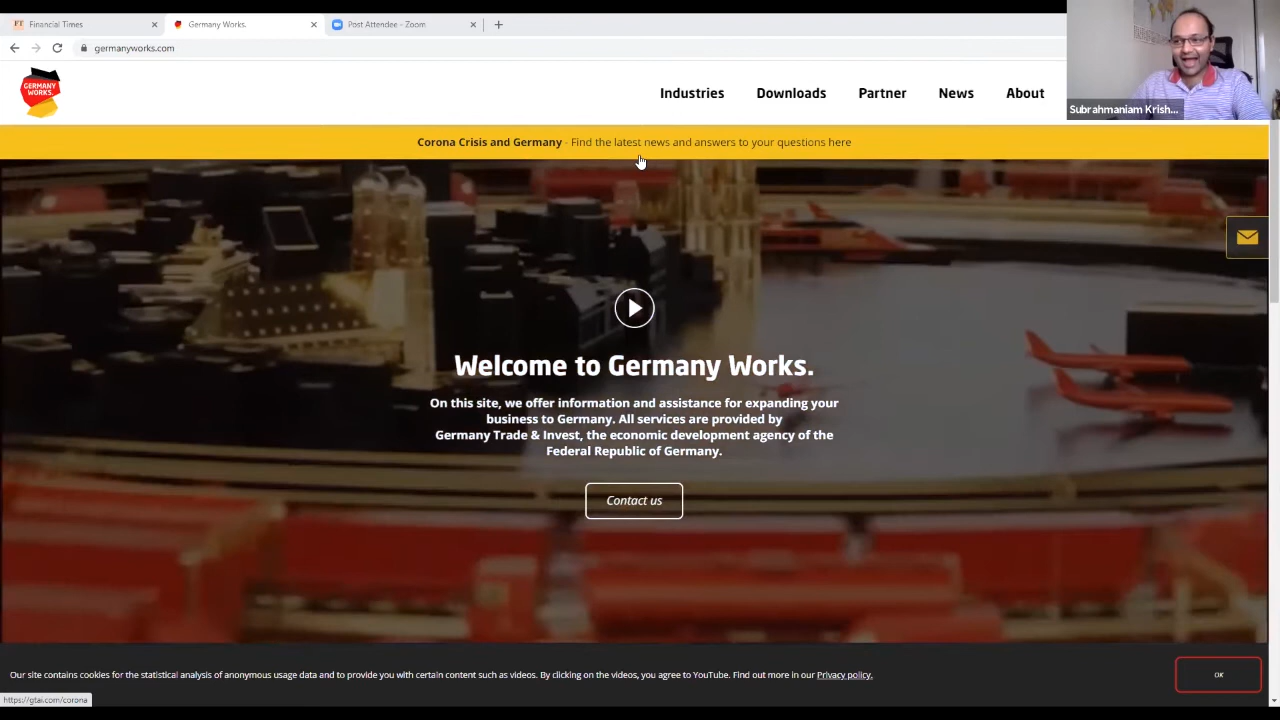 Financial Times
Germany Works.
Post Attendee - Zoom
germanyworks.com
Subrahmaniam Krish...
GERMANY
WORKS.
Industries
Downloads
Partner
News
About
Corona Crisis and Germany - Find the latest news and answers to your questions here
Welcome to Germany Works.
On this site, we offer information and assistance for expanding your
business to Germany. All services are provided by
Germany Trade & Invest, the economic development agency of the
Federal Republic of Germany.
Contact us
Our site contains cookies for the statistical analysis of anonymous usage data and to provide you with certain content such as videos. By clicking on the videos, you agree to YouTube. Find out more in our Privacy policy.
OK
https://gtai.com/corona